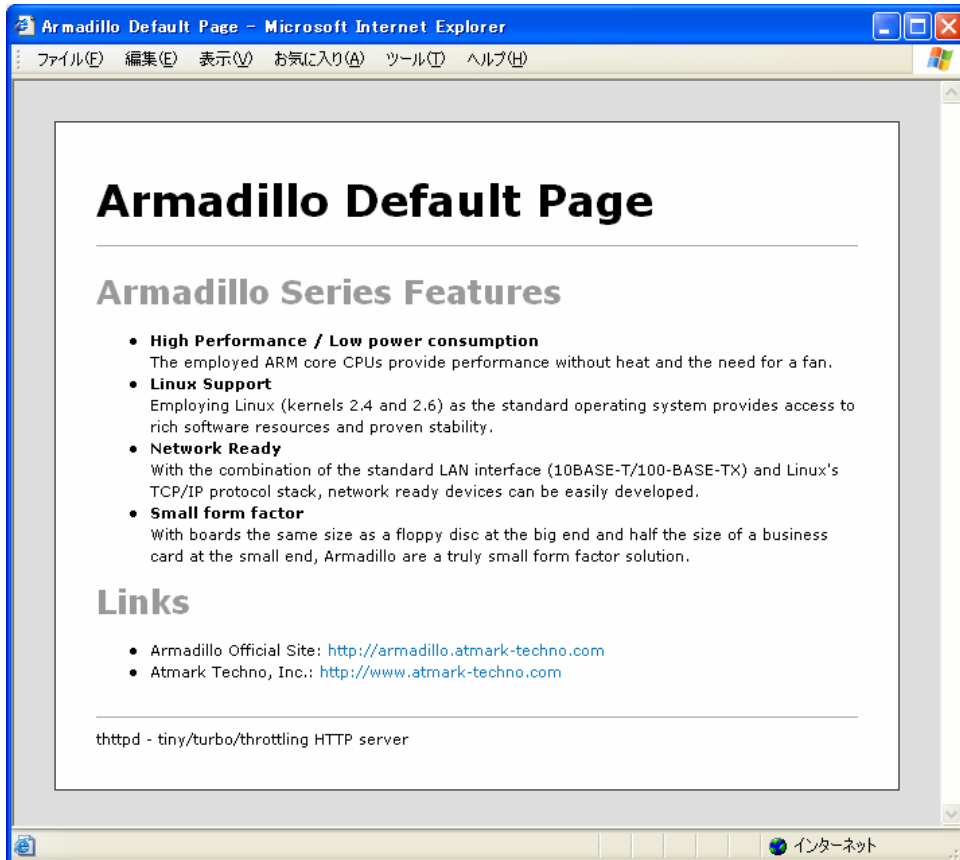 Armadillo Default Page - Microsoft Internet Explorer
ファイル(F) 編集(E) 表示(V) お気に入り(A) ツール(T) ヘルプ(H)
Armadillo Default Page
Armadillo Series Features
• High Performance / Low power consumption
The employed ARM core CPUs provide performance without heat and the need for a fan.
• Linux Support
Employing Linux (kernels 2.4 and 2.6) as the standard operating system provides access to
rich software resources and proven stability.
• Network Ready
With the combination of the standard LAN interface (10BASE-T/100-BASE-TX) and Linux's
TCP/IP protocol stack, network ready devices can be easily developed.
• Small form factor
With boards the same size as a floppy disc at the big end and half the size of a business
card at the small end, Armadillo are a truly small form factor solution.
Links
• Armadillo Official Site: http://armadillo.atmark-techno.com
• Atmark Techno, Inc.: http://www.atmark-techno.com
thttpd - tiny/turbo/throttling HTTP server
インターネット